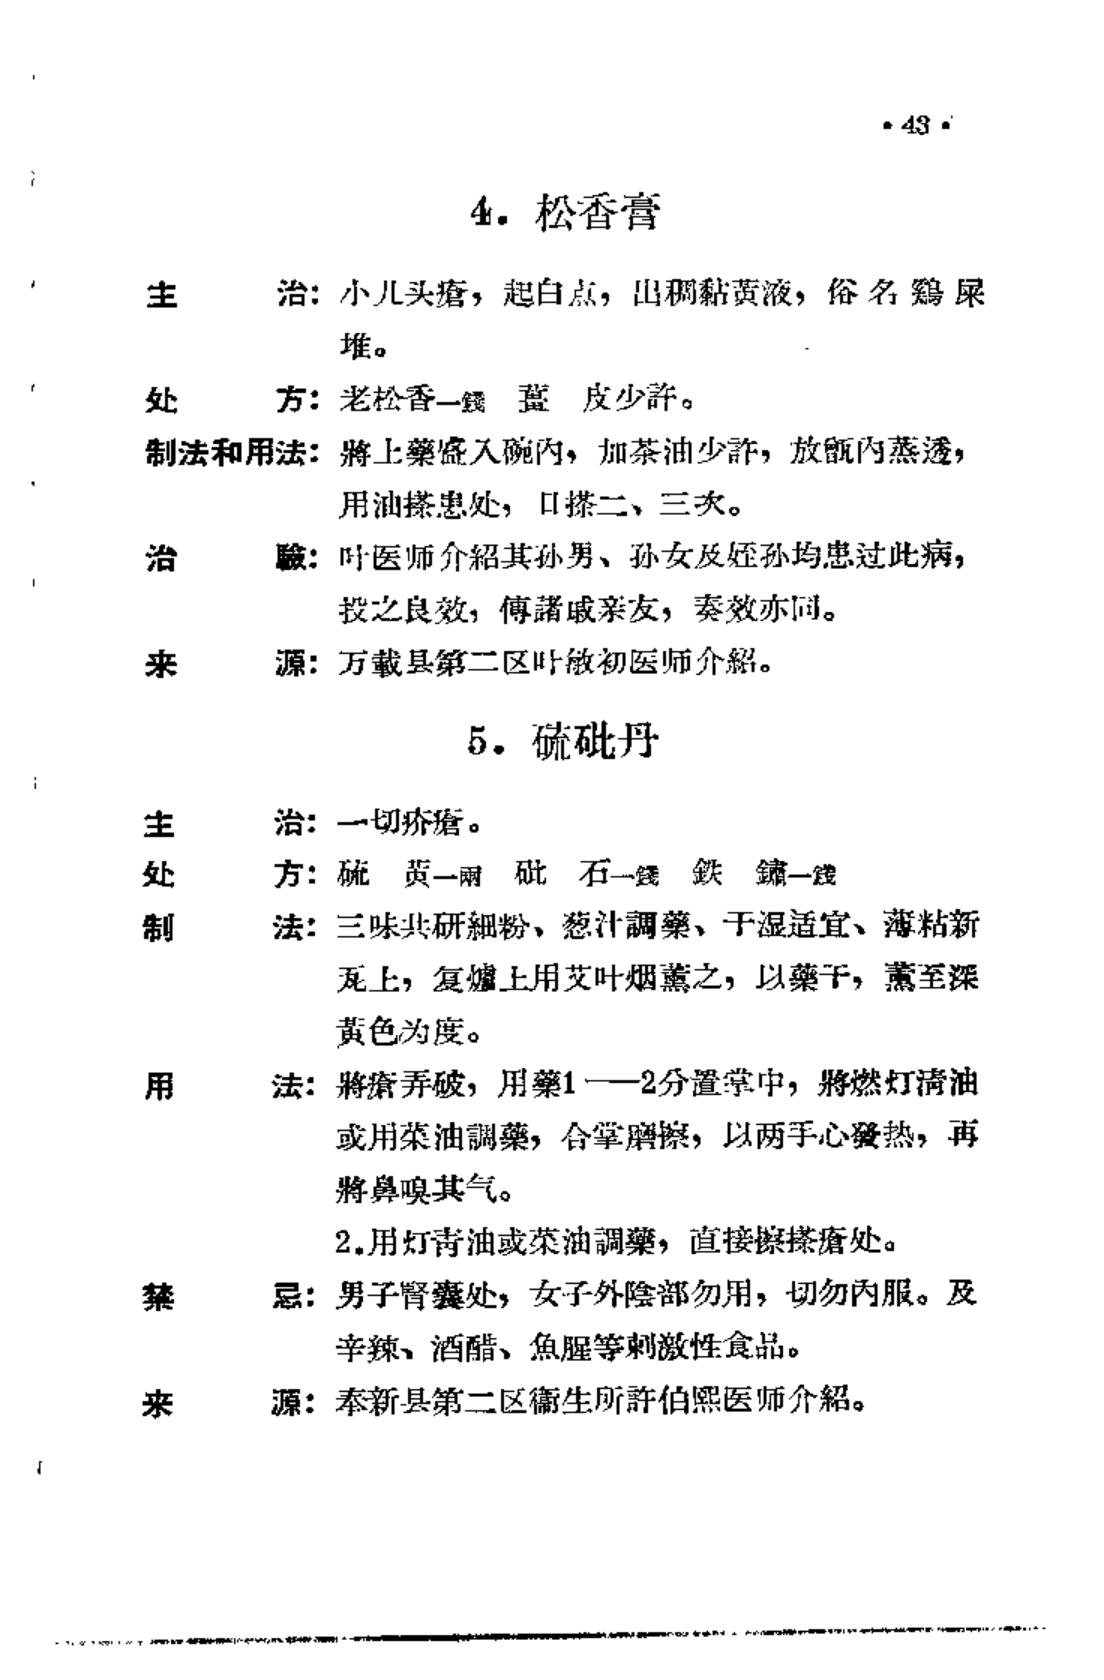 • 43 •
4. 松香膏
主　　治：小儿头瘡，起白点，出稠黏黄液，俗名鷄屎
堆。
处　　方：老松香一錢　薑　皮少許。
制法和用法：將上藥盛入碗內，加茶油少許，放甑內蒸透，
用油搽患处，日搽二、三次。
治　　驗：叶医师介紹其孙男、孙女及姪孙均患过此病，
投之良效，傳諸戚亲友，奏效亦同。
来　　源：万載县第二区叶敏初医师介紹。
5. 硫砒丹
主　　治：一切疥瘡。
处　　方：硫　黄一兩　砒　石一錢　鉄　鏽一錢
制　　法：三味共研細粉、葱汁調藥、干湿适宜、薄粘新
瓦上，复爐上用艾叶烟薰之，以藥干，薰至深
黄色为度。
用　　法：將瘡弄破，用藥1——2分置掌中，將燃灯清油
或用菜油調藥，合掌磨擦，以两手心發热，再
將鼻嗅其气。
2.用灯青油或菜油調藥，直接擦搽瘡处。
禁　　忌：男子腎囊处，女子外陰部勿用，切勿內服。及
辛辣、酒醋、魚腥等刺激性食品。
来　　源：奉新县第二区衞生所許伯熙医师介紹。